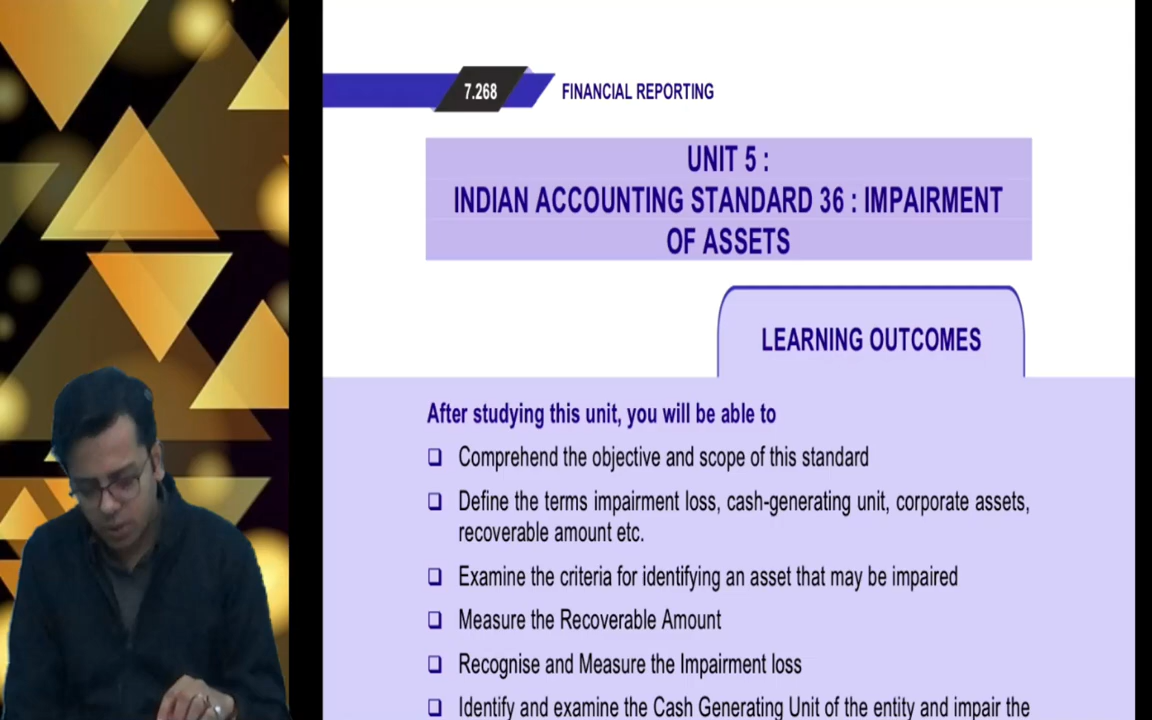 7.268 FINANCIAL REPORTING
UNIT 5 :
INDIAN ACCOUNTING STANDARD 36 : IMPAIRMENT
OF ASSETS
LEARNING OUTCOMES
After studying this unit, you will be able to
Comprehend the objective and scope of this standard
Define the terms impairment loss, cash-generating unit, corporate assets,
recoverable amount etc.
Examine the criteria for identifying an asset that may be impaired
Measure the Recoverable Amount
Recognise and Measure the Impairment loss
Identify and examine the Cash Generating Unit of the entity and impair the